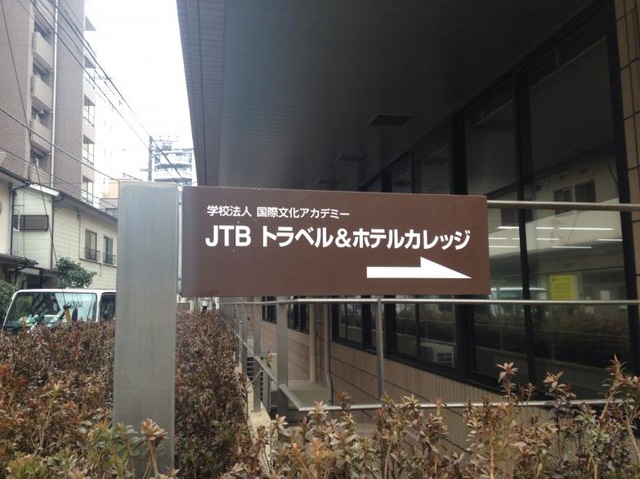 学校法人 国際文化アカデミー
JTB トラベル&ホテルカレッジ